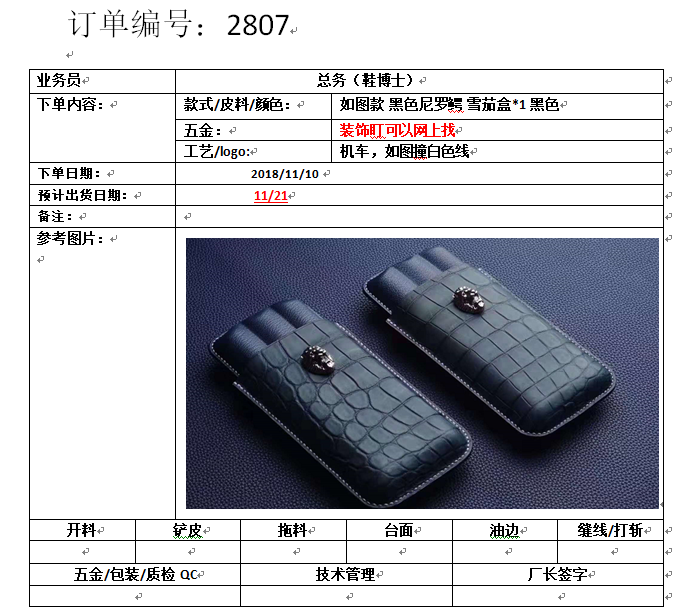 订单编号：2807
业务员 总务（鞋博士）
下单内容： 款式/皮料/颜色： 如图款 黑色尼罗鳄 雪茄盒*1 黑色
五金： 装饰盯可以网上找
工艺/logo: 机车，如图撞白色线
下单日期： 2018/11/10
预计出货日期： 11/21
备注：
参考图片：
开料 铲皮 拖料 台面 油边 缝线/打斩
五金/包装/质检 QC 技术管理 厂长签字